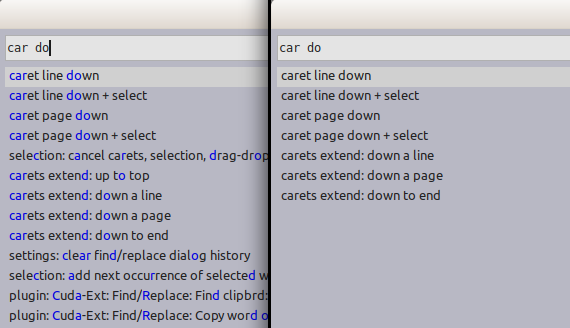 car do
caret line down
caret line down + select
caret page down
caret page down + select
selection: cancel carets, selection, drag-drop
carets extend: up to top
carets extend: down a line
carets extend: down a page
carets extend: down to end
settings: clear find/replace dialog history
selection: add next occurrence of selected w
plugin: Cuda-Ext: Find/Replace: Find clipbrd:
plugin: Cuda-Ext: Find/Replace: Copy word o
car do
caret line down
caret line down + select
caret page down
caret page down + select
carets extend: down a line
carets extend: down a page
carets extend: down to end